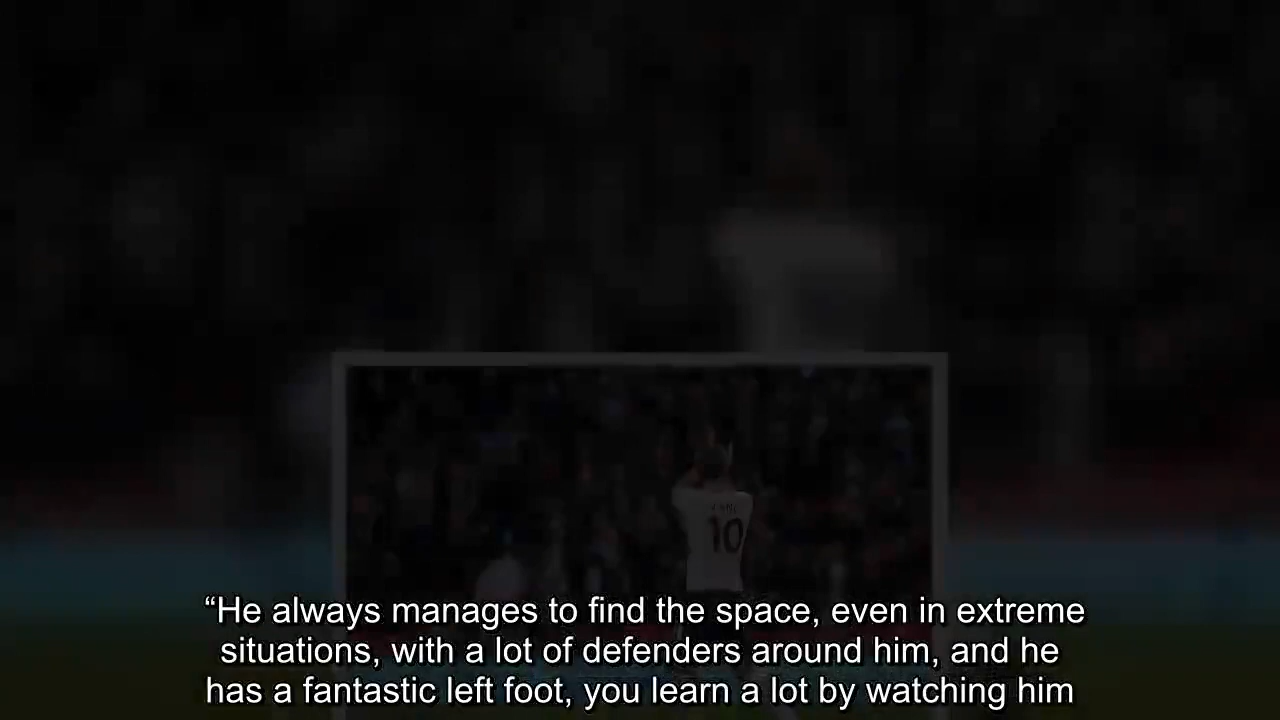 10
“He always manages to find the space, even in extreme
situations, with a lot of defenders around him, and he
has a fantastic left foot, you learn a lot by watching him